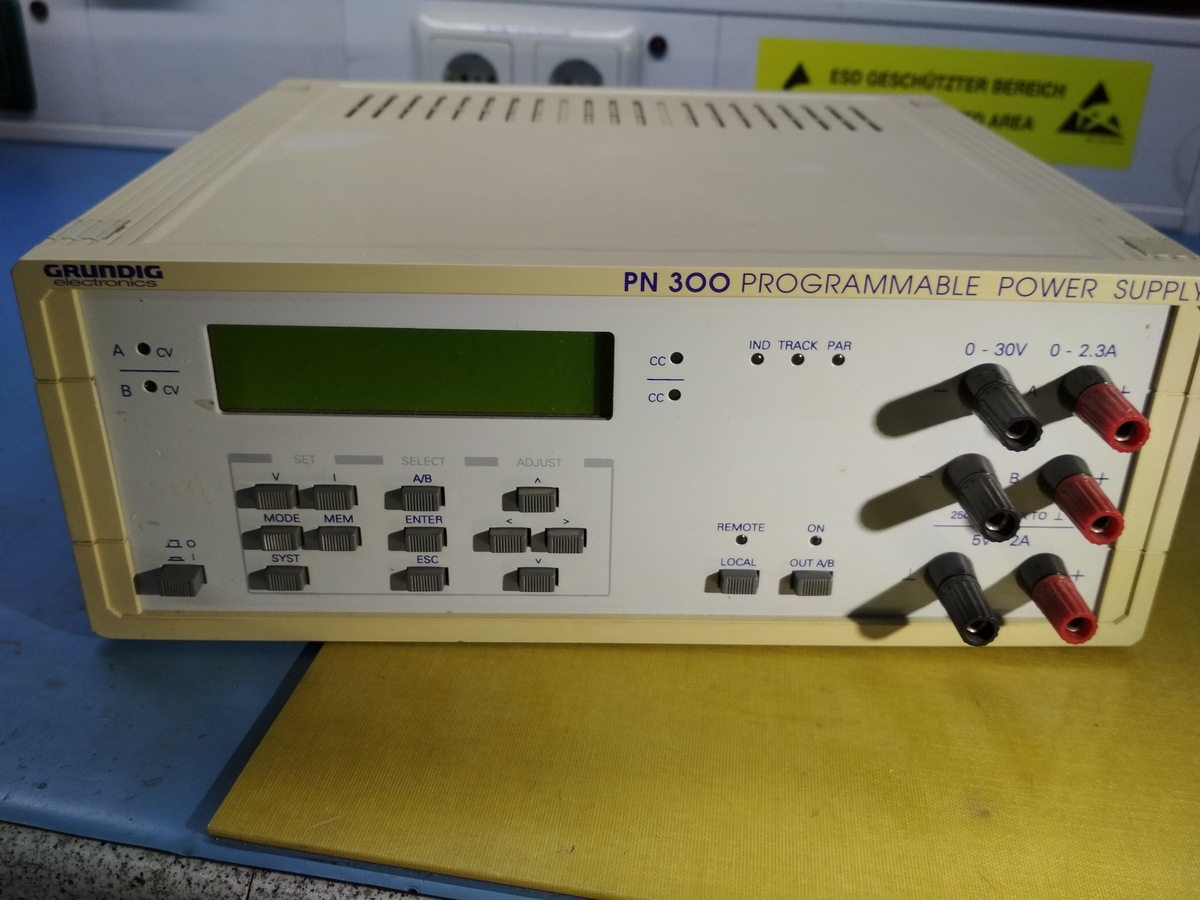 ESD GESCHÜTZTER BEREICH
AREA
GRUNDIG
electronics
PN 300 PROGRAMMABLE POWER SUPPLY
A CV
B CV
CC
CC
IND TRACK PAR
0 - 30V 0 - 2.3A
- A +
- B +
5V 2A
⊥ +
SET SELECT ADJUST
V I A/B ˄
MODE MEM ENTER < >
SYST ESC ˅
O
I
REMOTE ON
LOCAL OUT A/B